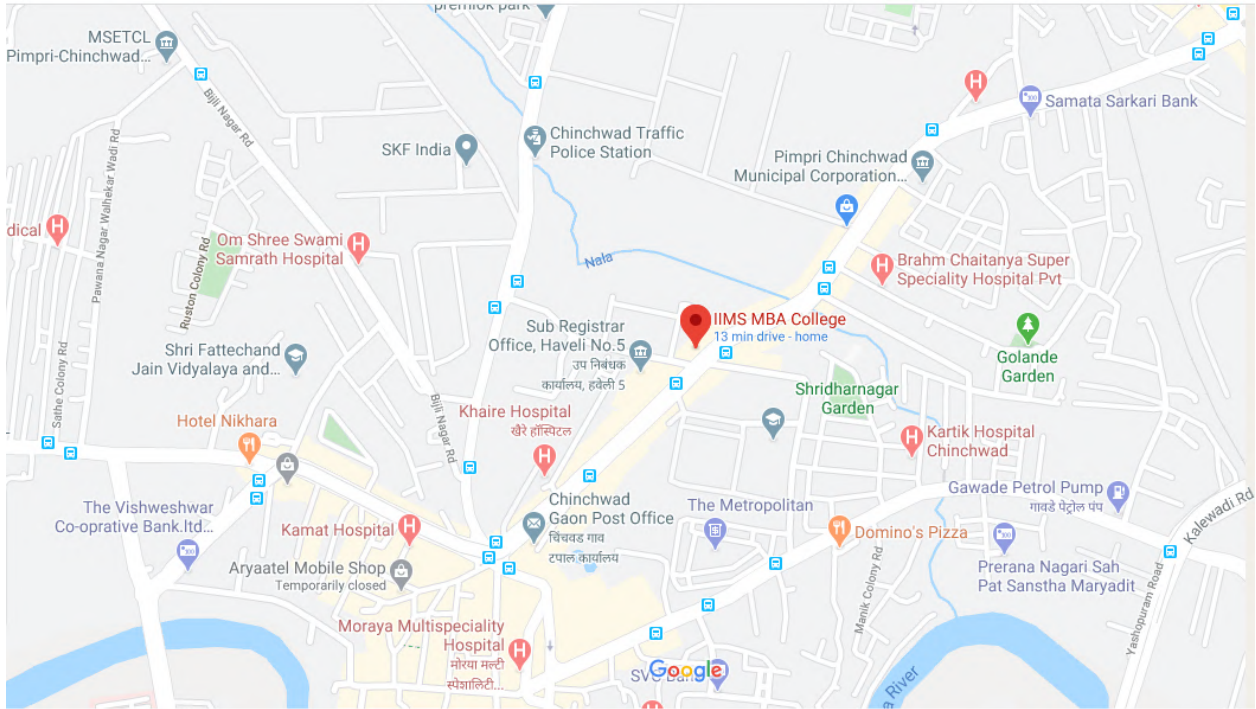 premlok park
MSETCL
Pimpri-Chinchwad...
Bijli Nagar Rd
Pawana Nagar Walhekar Wadi Rd
SKF India
Chinchwad Traffic
Police Station
Samata Sarkari Bank
Pimpri Chinchwad
Municipal Corporation...
dical
Om Shree Swami
Samrath Hospital
Ruston Colony Rd
Nala
Brahm Chaitanya Super
Speciality Hospital Pvt
IIMS MBA College
13 min drive - home
Sub Registrar
Office, Haveli No.5
उप निबंधक
कार्यालय, हवेली 5
Shri Fattechand
Jain Vidyalaya and...
Golande
Garden
Shridharnagar
Garden
Sathe Colony Rd
Bijli Nagar Rd
Khaire Hospital
खैरे हॉस्पिटल
Hotel Nikhara
Kartik Hospital
Chinchwad
The Vishweshwar
Co-oprative Bank.ltd...
Chinchwad
Gaon Post Office
चिंचवड गाव
टपाल कार्यालय
The Metropolitan
Gawade Petrol Pump
गावडे पेट्रोल पंप
Kalewadi Rd
Kamat Hospital
Domino's Pizza
Aryaatel Mobile Shop
Temporarily closed
Prerana Nagari Sah
Pat Sanstha Maryadit
Manik Colony Rd
Yashopuram Road
Moraya Multispeciality
Hospital
मोरया मल्टी
स्पेशालिटी...
Google
a River